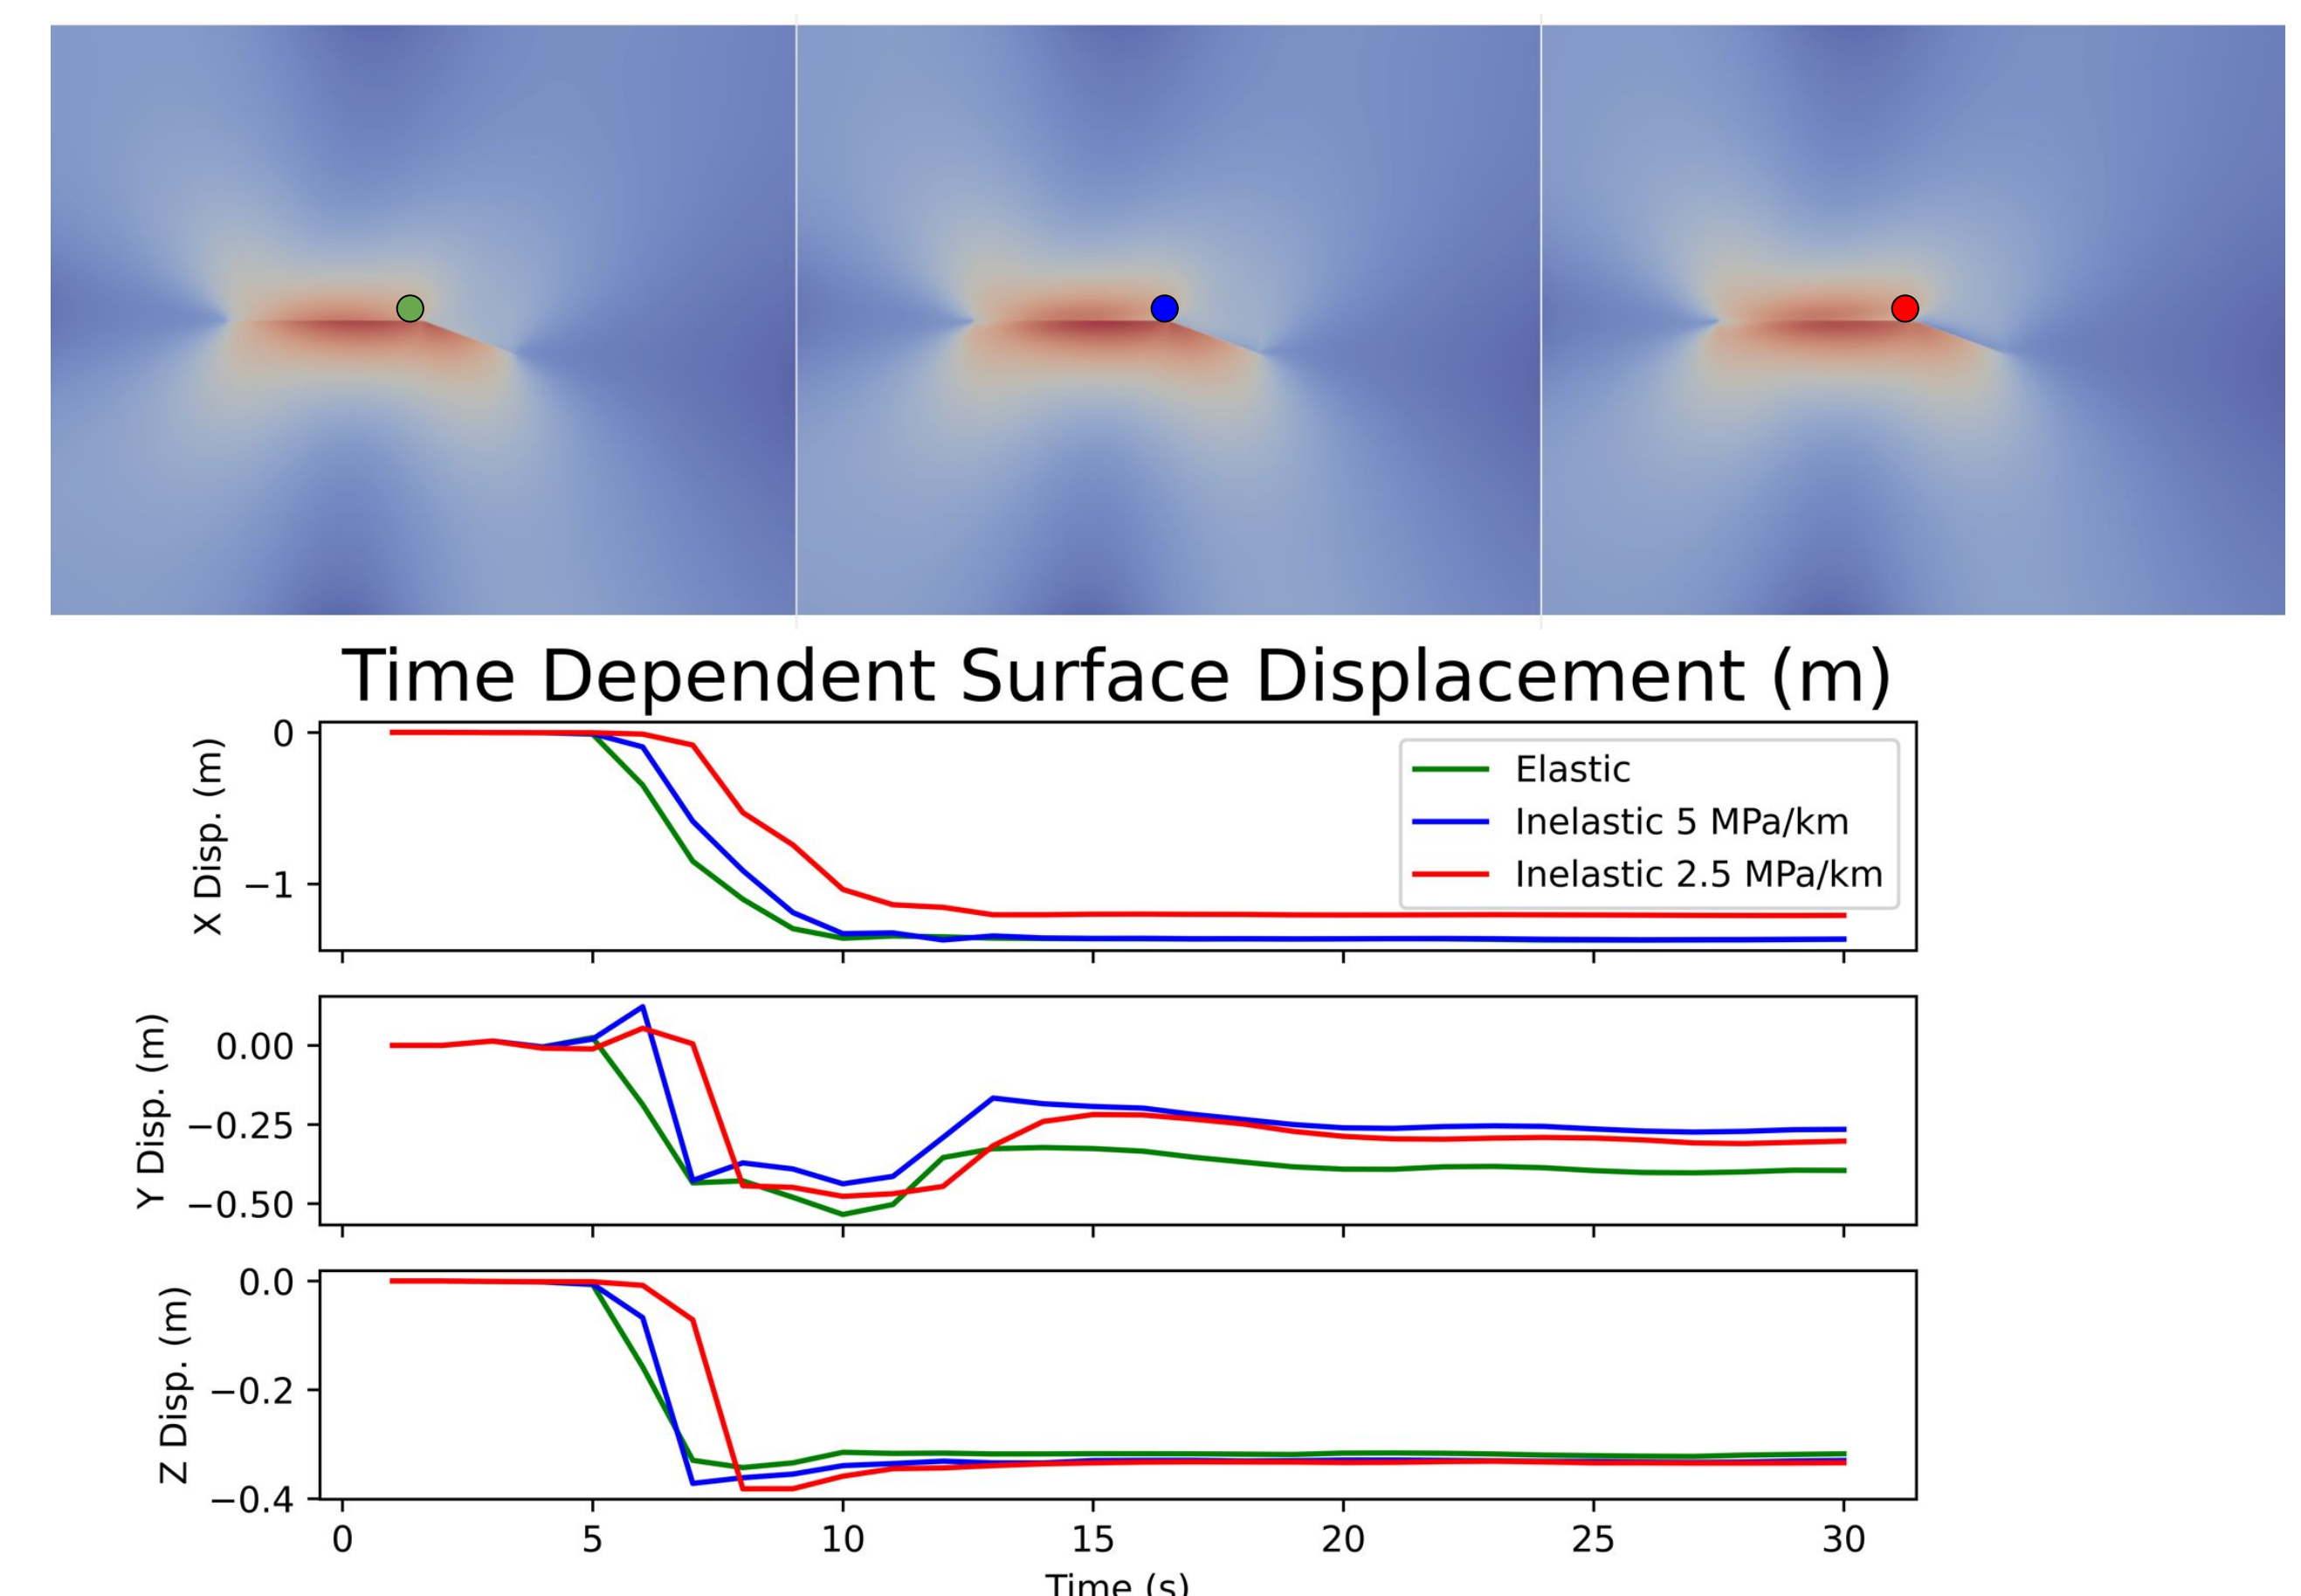 Time Dependent Surface Displacement (m)
X Disp. (m)
0
−1
Elastic
Inelastic 5 MPa/km
Inelastic 2.5 MPa/km
Y Disp. (m)
0.00
−0.25
−0.50
Z Disp. (m)
0.0
−0.2
−0.4
0 5 10 15 20 25 30
Time (s)